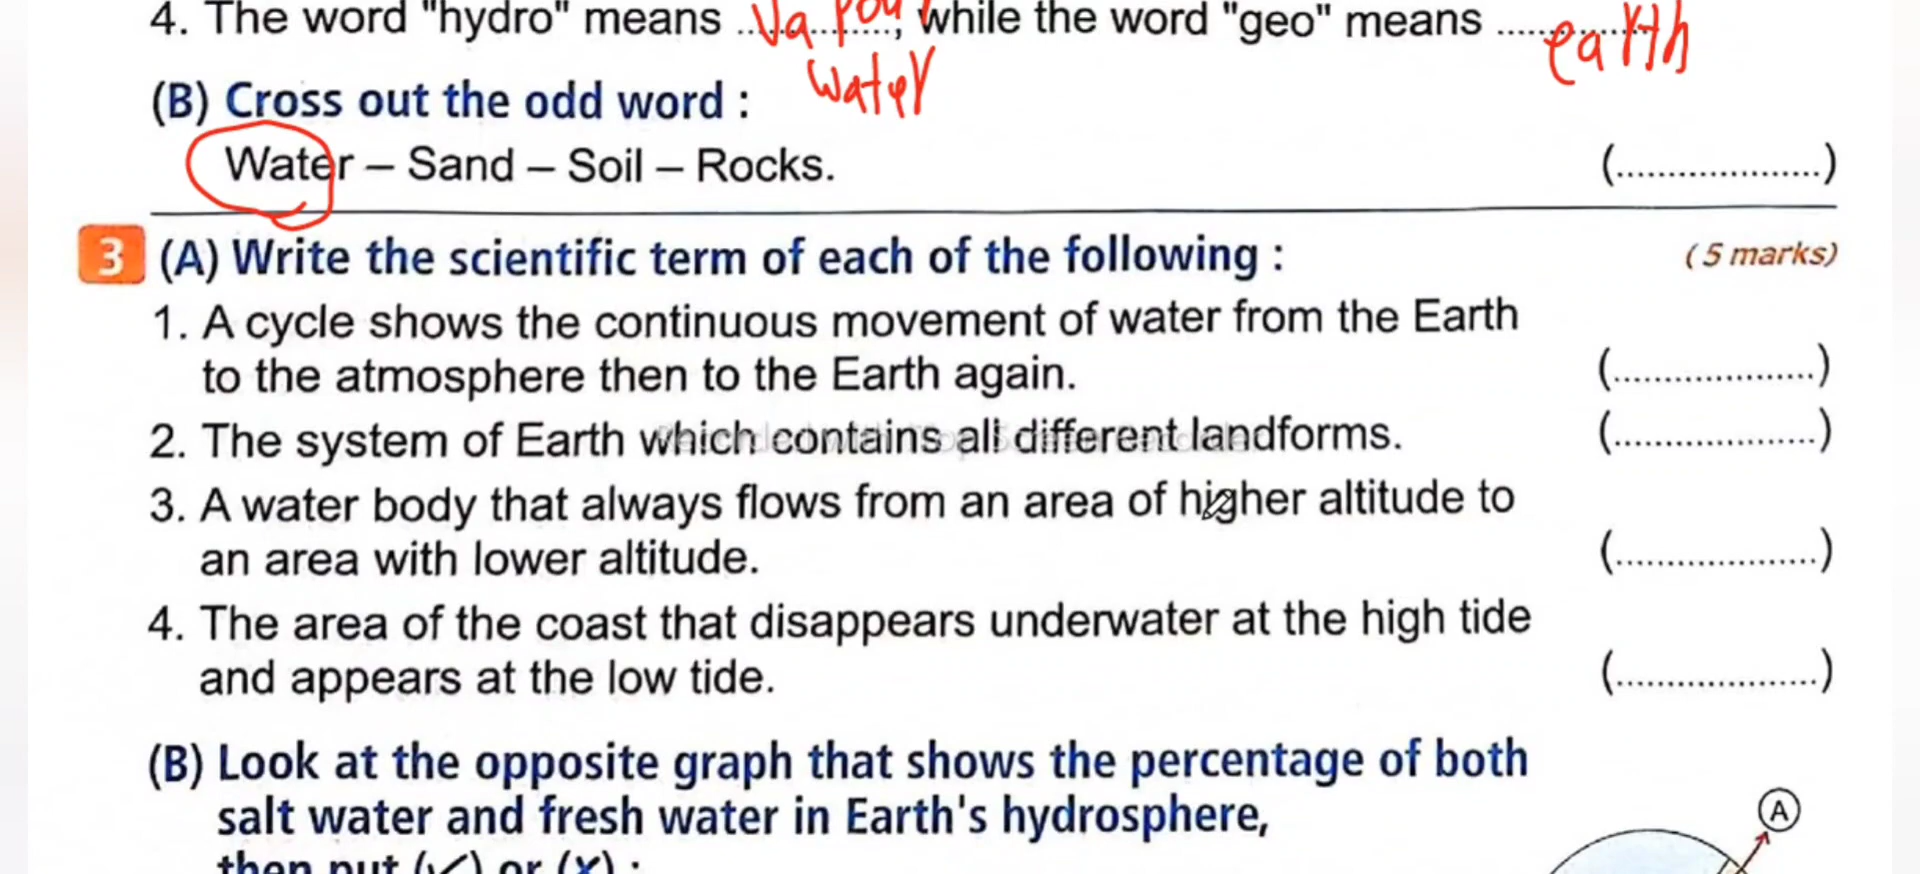 4. The word "hydro" means ............, while the word "geo" means ............
Va Pou earth
water
(B) Cross out the odd word :
Water – Sand – Soil – Rocks. (....................)
3 (A) Write the scientific term of each of the following : (5 marks)
1. A cycle shows the continuous movement of water from the Earth
to the atmosphere then to the Earth again. (....................)
2. The system of Earth which contains all different landforms. (....................)
3. A water body that always flows from an area of higher altitude to
an area with lower altitude. (....................)
4. The area of the coast that disappears underwater at the high tide
and appears at the low tide. (....................)
(B) Look at the opposite graph that shows the percentage of both
salt water and fresh water in Earth's hydrosphere,
A
then put (✓) or (x) :